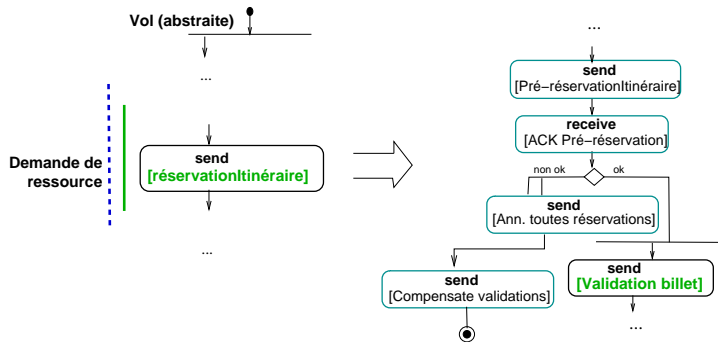 Vol (abstraite)
...
Demande de
ressource
send
[réservationItinéraire]
...
...
send
[Pré−réservationItinéraire]
receive
[ACK Pré−réservation]
non ok
ok
send
[Ann. toutes réservations]
send
[Compensate validations]
send
[Validation billet]
...